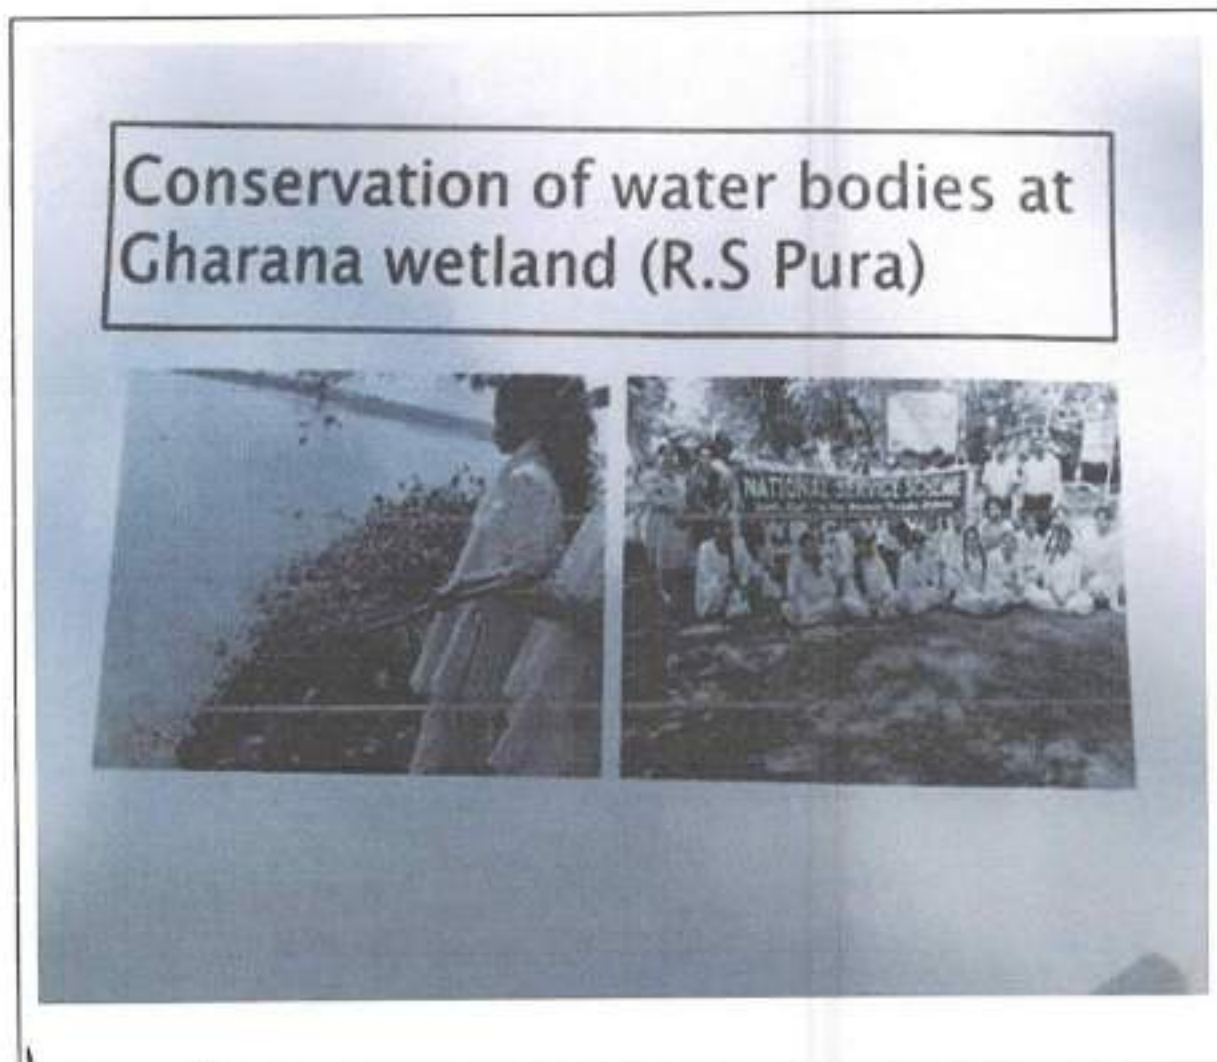 Conservation of water bodies at
Gharana wetland (R.S Pura)
NATIONAL SERVICE SCHEME